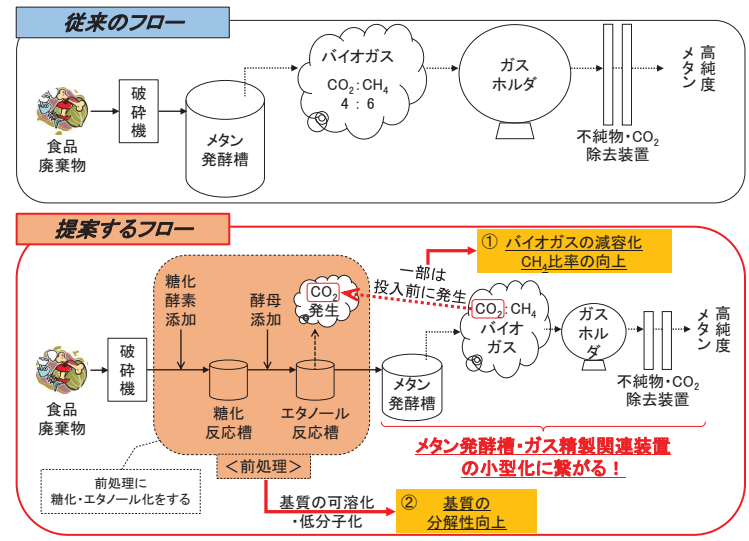 従来のフロー
食品
廃棄物
破砕機
メタン
発酵槽
バイオガス
CO₂：CH₄
4 ： 6
ガス
ホルダ
不純物・CO₂
除去装置
高純度
メタン
提案するフロー
食品
廃棄物
破砕機
糖化
酵素
添加
糖化
反応槽
酵母
添加
エタノール
反応槽
CO₂
発生
＜前処理＞
前処理に
糖化・エタノール化をする
一部は
投入前に発生
① バイオガスの減容化
CH₄比率の向上
メタン
発酵槽
CO₂：CH₄
バイオ
ガス
ガス
ホル
ダ
不純物・CO₂
除去装置
高純度
メタン
メタン発酵槽・ガス精製関連装置
の小型化に繋がる！
基質の可溶化
・低分子化
② 基質の
分解性向上